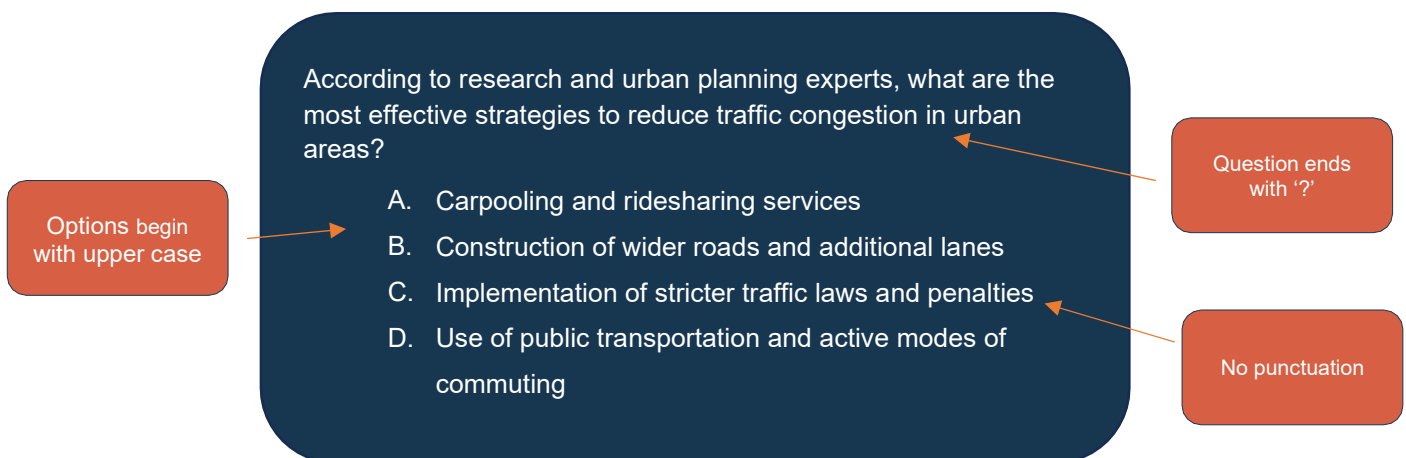 According to research and urban planning experts, what are the
most effective strategies to reduce traffic congestion in urban
areas?
A. Carpooling and ridesharing services
B. Construction of wider roads and additional lanes
C. Implementation of stricter traffic laws and penalties
D. Use of public transportation and active modes of
commuting
Options begin
with upper case
Question ends
with ‘?’
No punctuation